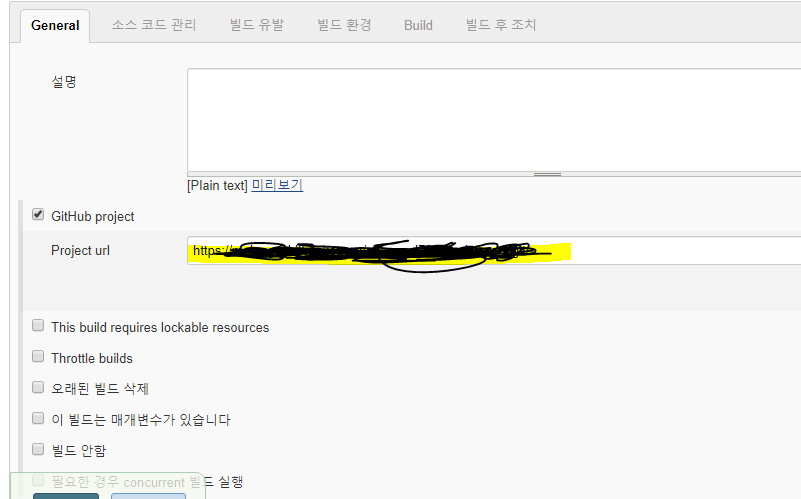 General 소스 코드 관리 빌드 유발 빌드 환경 Build 빌드 후 조치
설명
[Plain text] 미리보기
GitHub project
Project url https:/
This build requires lockable resources
Throttle builds
오래된 빌드 삭제
이 빌드는 매개변수가 있습니다
빌드 안함
필요한 경우 concurrent 빌드 실행